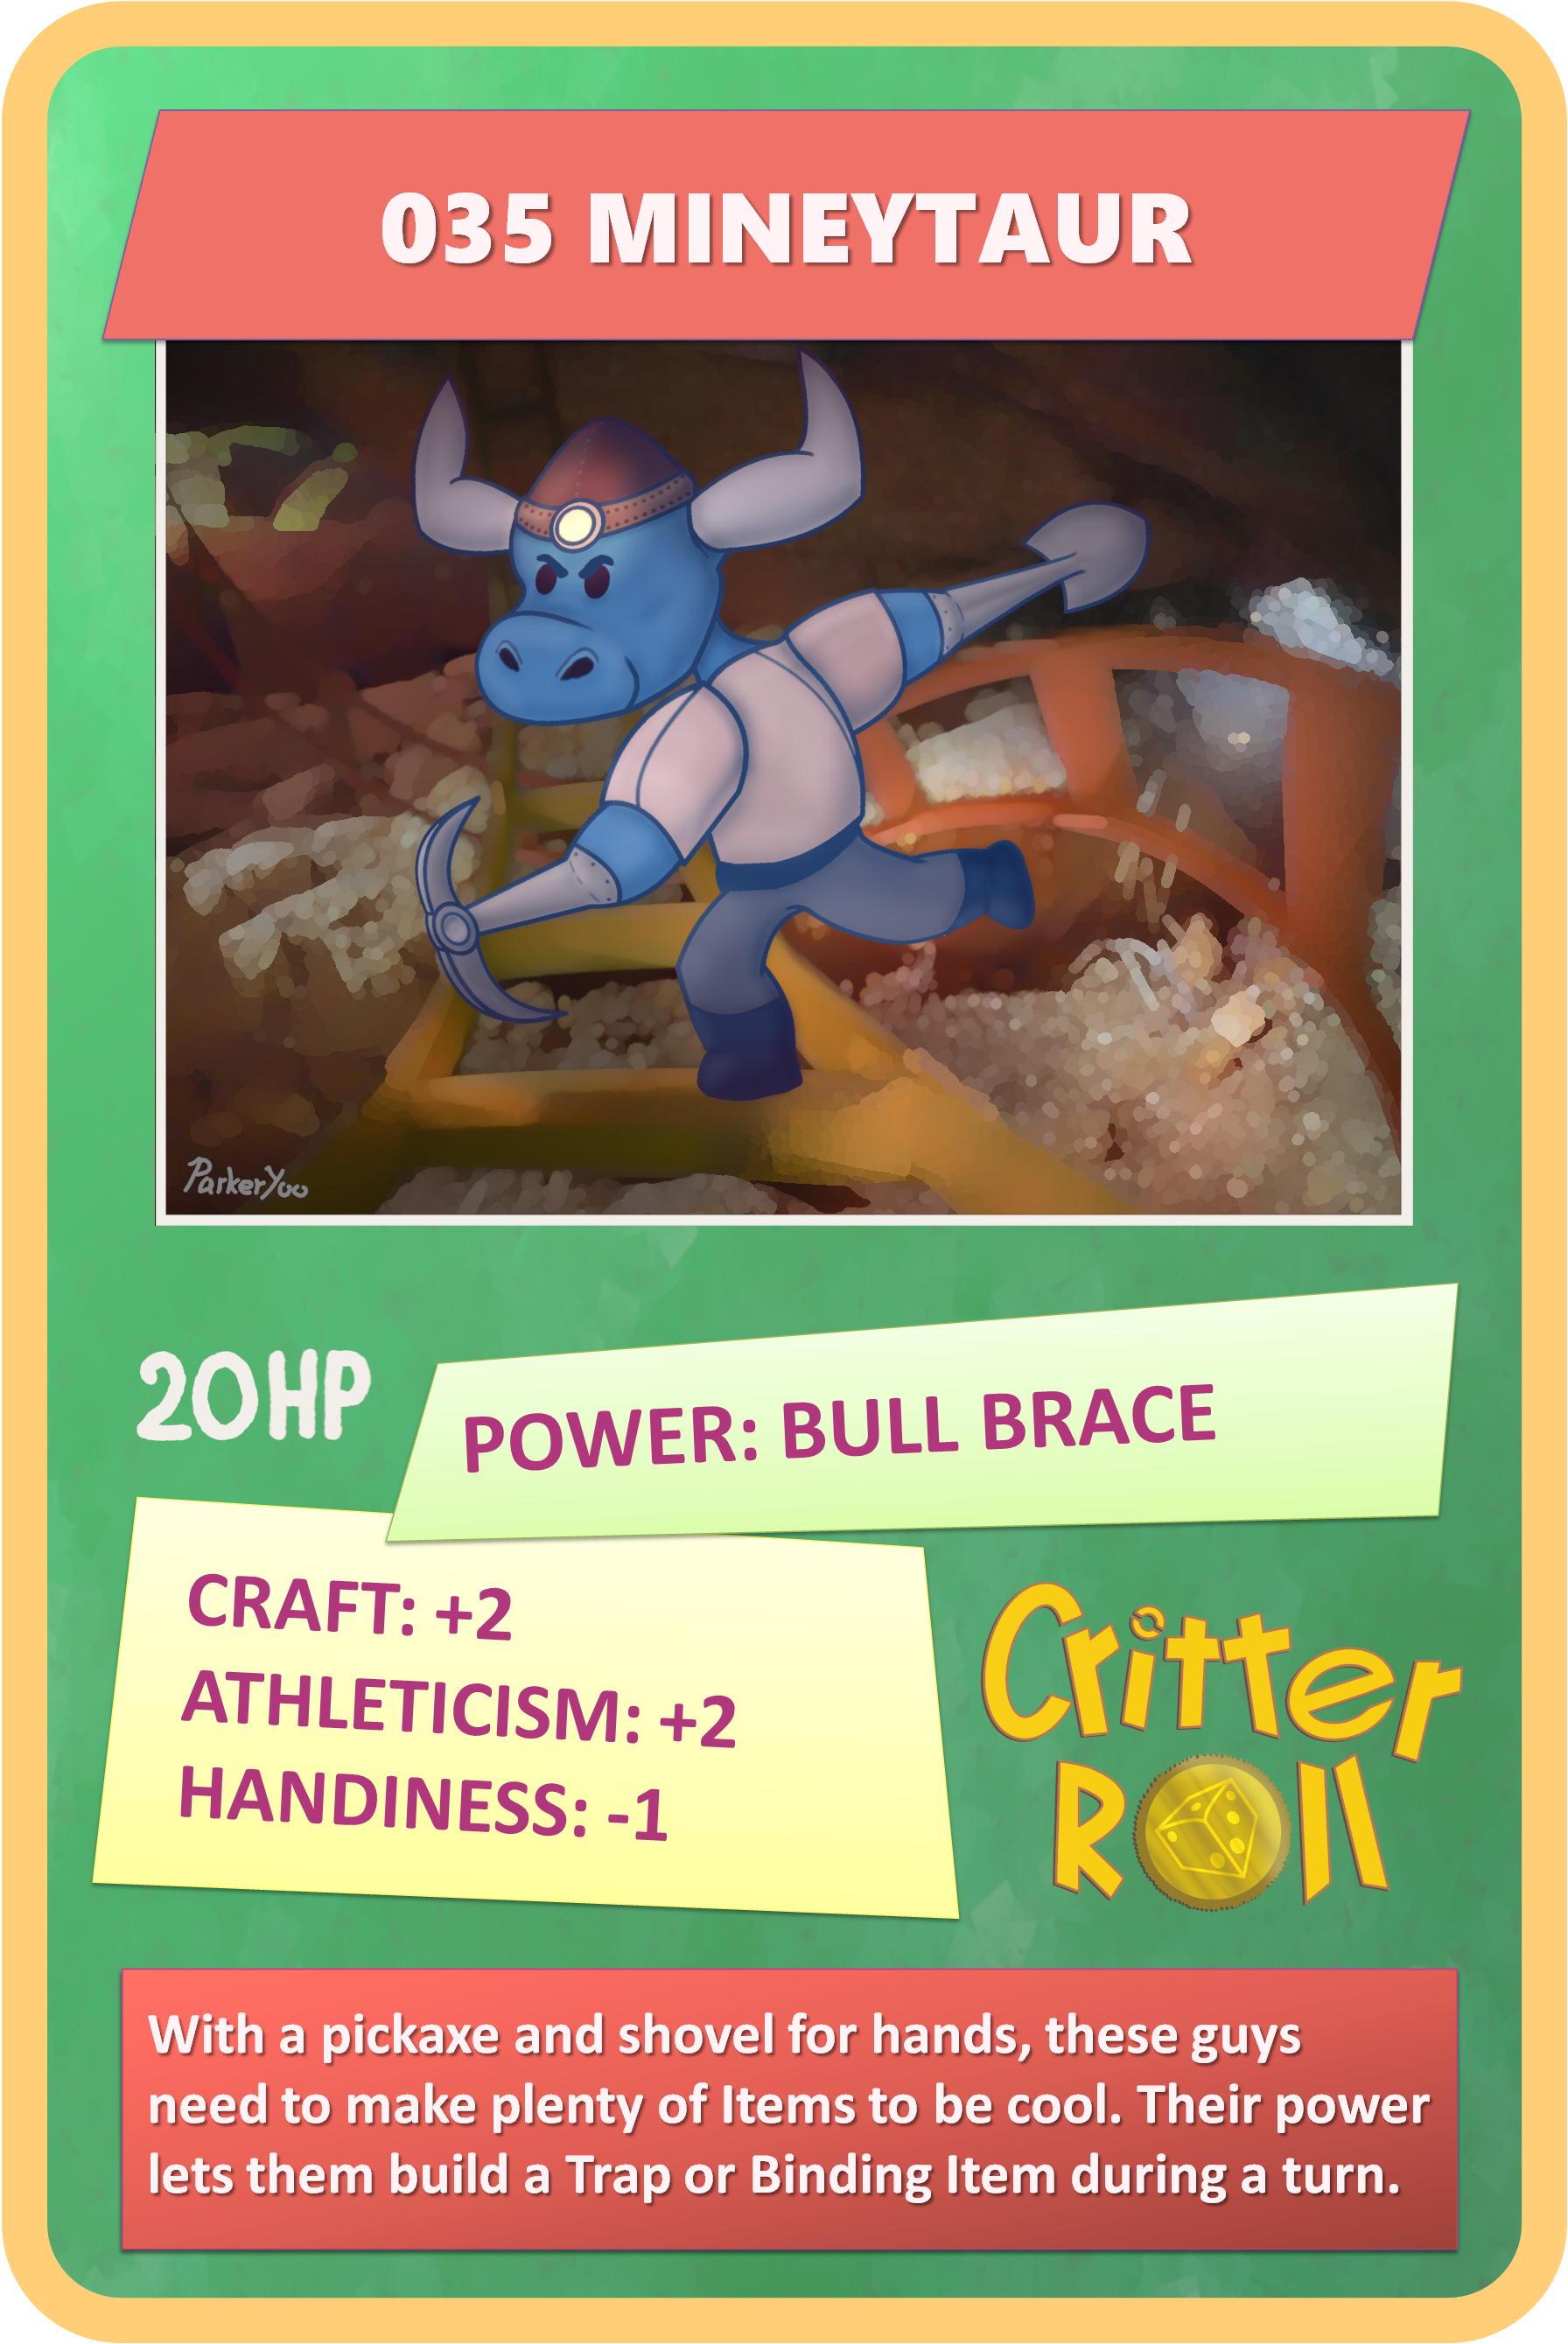 035 MINEYTAUR
ParkerYoo
20HP
POWER: BULL BRACE
CRAFT: +2
ATHLETICISM: +2
HANDINESS: -1
Critter
Roll
With a pickaxe and shovel for hands, these guys
need to make plenty of Items to be cool. Their power
lets them build a Trap or Binding Item during a turn.